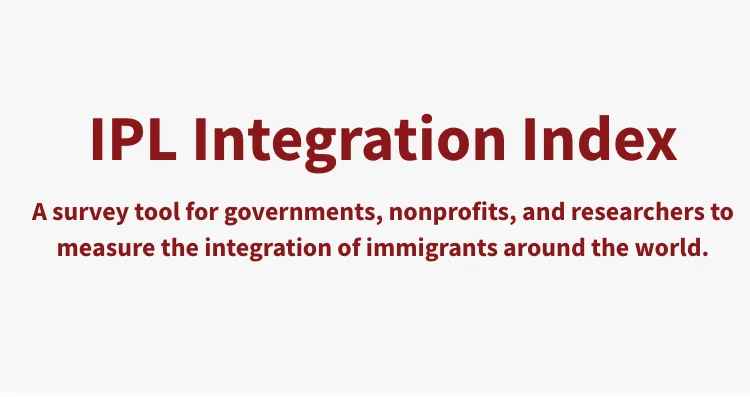 IPL Integration Index
A survey tool for governments, nonprofits, and researchers to
measure the integration of immigrants around the world.